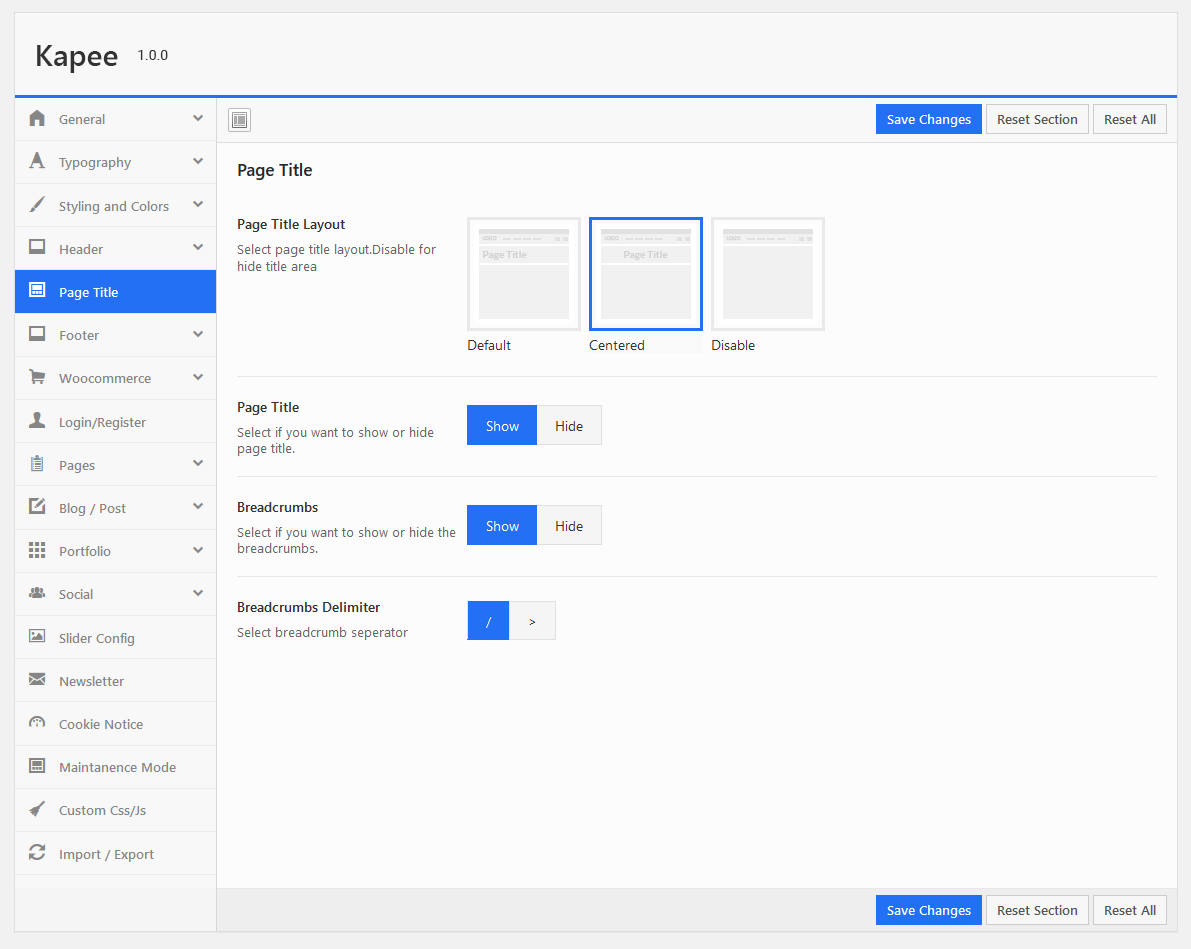 Kapee 1.0.0
General
Typography
Styling and Colors
Header
Page Title
Footer
Woocommerce
Login/Register
Pages
Blog / Post
Portfolio
Social
Slider Config
Newsletter
Cookie Notice
Maintanence Mode
Custom Css/Js
Import / Export
Save Changes Reset Section Reset All
Page Title
Page Title Layout
Select page title layout.Disable for
hide title area
LOGO
Page Title
Default
LOGO
Page Title
Centered
LOGO
Disable
Page Title
Select if you want to show or hide
page title.
Show Hide
Breadcrumbs
Select if you want to show or hide the
breadcrumbs.
Show Hide
Breadcrumbs Delimiter
Select breadcrumb seperator
/ >
Save Changes Reset Section Reset All